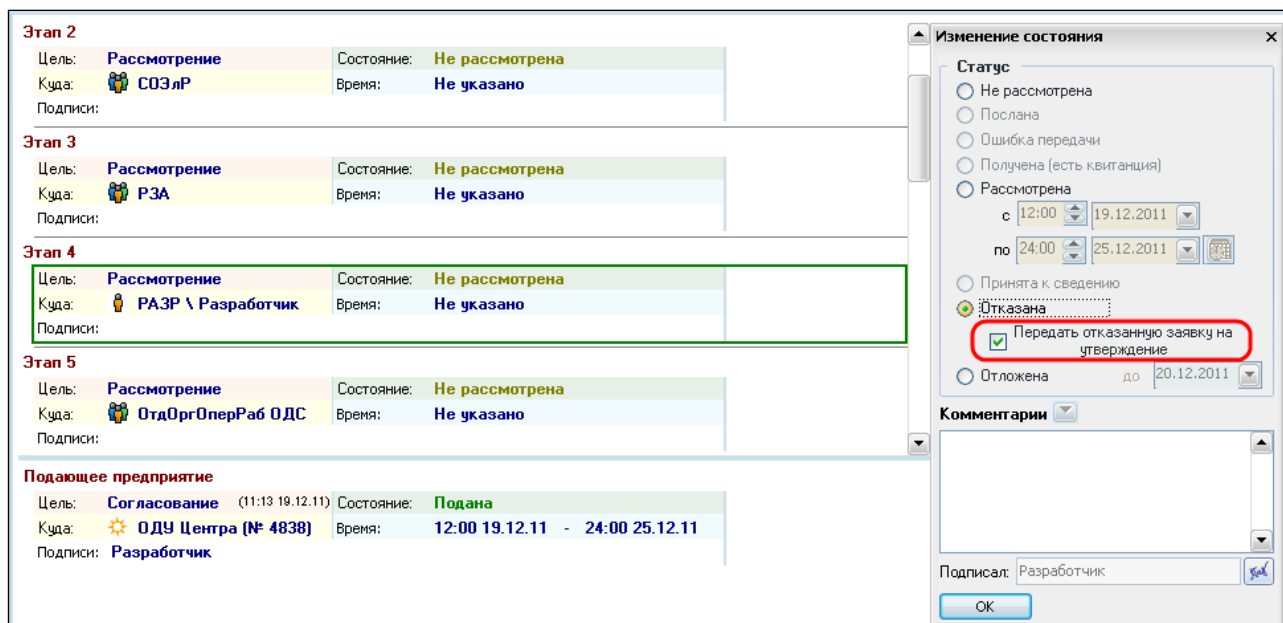 Этап 2
Цель: Рассмотрение Состояние: Не рассмотрена
Куда: СОЭлР Время: Не указано
Подписи:
Этап 3
Цель: Рассмотрение Состояние: Не рассмотрена
Куда: РЗА Время: Не указано
Подписи:
Этап 4
Цель: Рассмотрение Состояние: Не рассмотрена
Куда: РАЗР \ Разработчик Время: Не указано
Подписи:
Этап 5
Цель: Рассмотрение Состояние: Не рассмотрена
Куда: ОтдОргОперРаб ОДС Время: Не указано
Подписи:
Подающее предприятие
Цель: Согласование (11:13 19.12.11) Состояние: Подана
Куда: ОДУ Центра (№ 4838) Время: 12:00 19.12.11 - 24:00 25.12.11
Подписи: Разработчик
Изменение состояния
Статус
Не рассмотрена
Послана
Ошибка передачи
Получена (есть квитанция)
Рассмотрена
с 12:00 19.12.2011
по 24:00 25.12.2011
Принята к сведению
Отказана
Передать отказанную заявку на
утверждение
Отложена до 20.12.2011
Комментарии
Подписал: Разработчик
OK